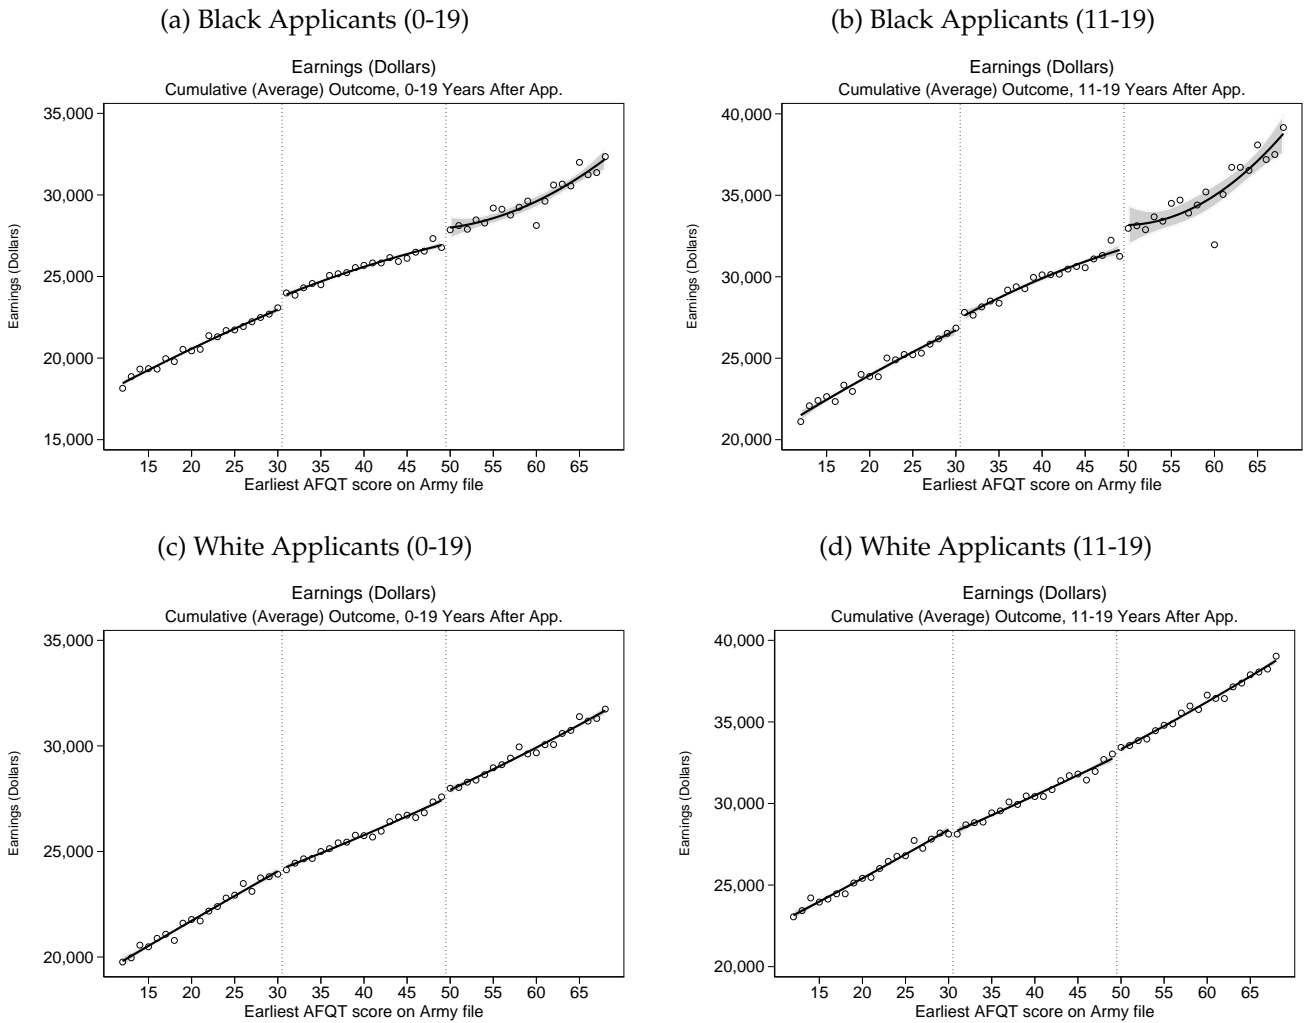 (a) Black Applicants (0-19)
Earnings (Dollars)
Cumulative (Average) Outcome, 0-19 Years After App.
Earnings (Dollars)
35,000
30,000
25,000
20,000
15,000
15 20 25 30 35 40 45 50 55 60 65
Earliest AFQT score on Army file
(b) Black Applicants (11-19)
Earnings (Dollars)
Cumulative (Average) Outcome, 11-19 Years After App.
Earnings (Dollars)
40,000
35,000
30,000
25,000
20,000
15 20 25 30 35 40 45 50 55 60 65
Earliest AFQT score on Army file
(c) White Applicants (0-19)
Earnings (Dollars)
Cumulative (Average) Outcome, 0-19 Years After App.
Earnings (Dollars)
35,000
30,000
25,000
20,000
15 20 25 30 35 40 45 50 55 60 65
Earliest AFQT score on Army file
(d) White Applicants (11-19)
Earnings (Dollars)
Cumulative (Average) Outcome, 11-19 Years After App.
Earnings (Dollars)
40,000
35,000
30,000
25,000
20,000
15 20 25 30 35 40 45 50 55 60 65
Earliest AFQT score on Army file